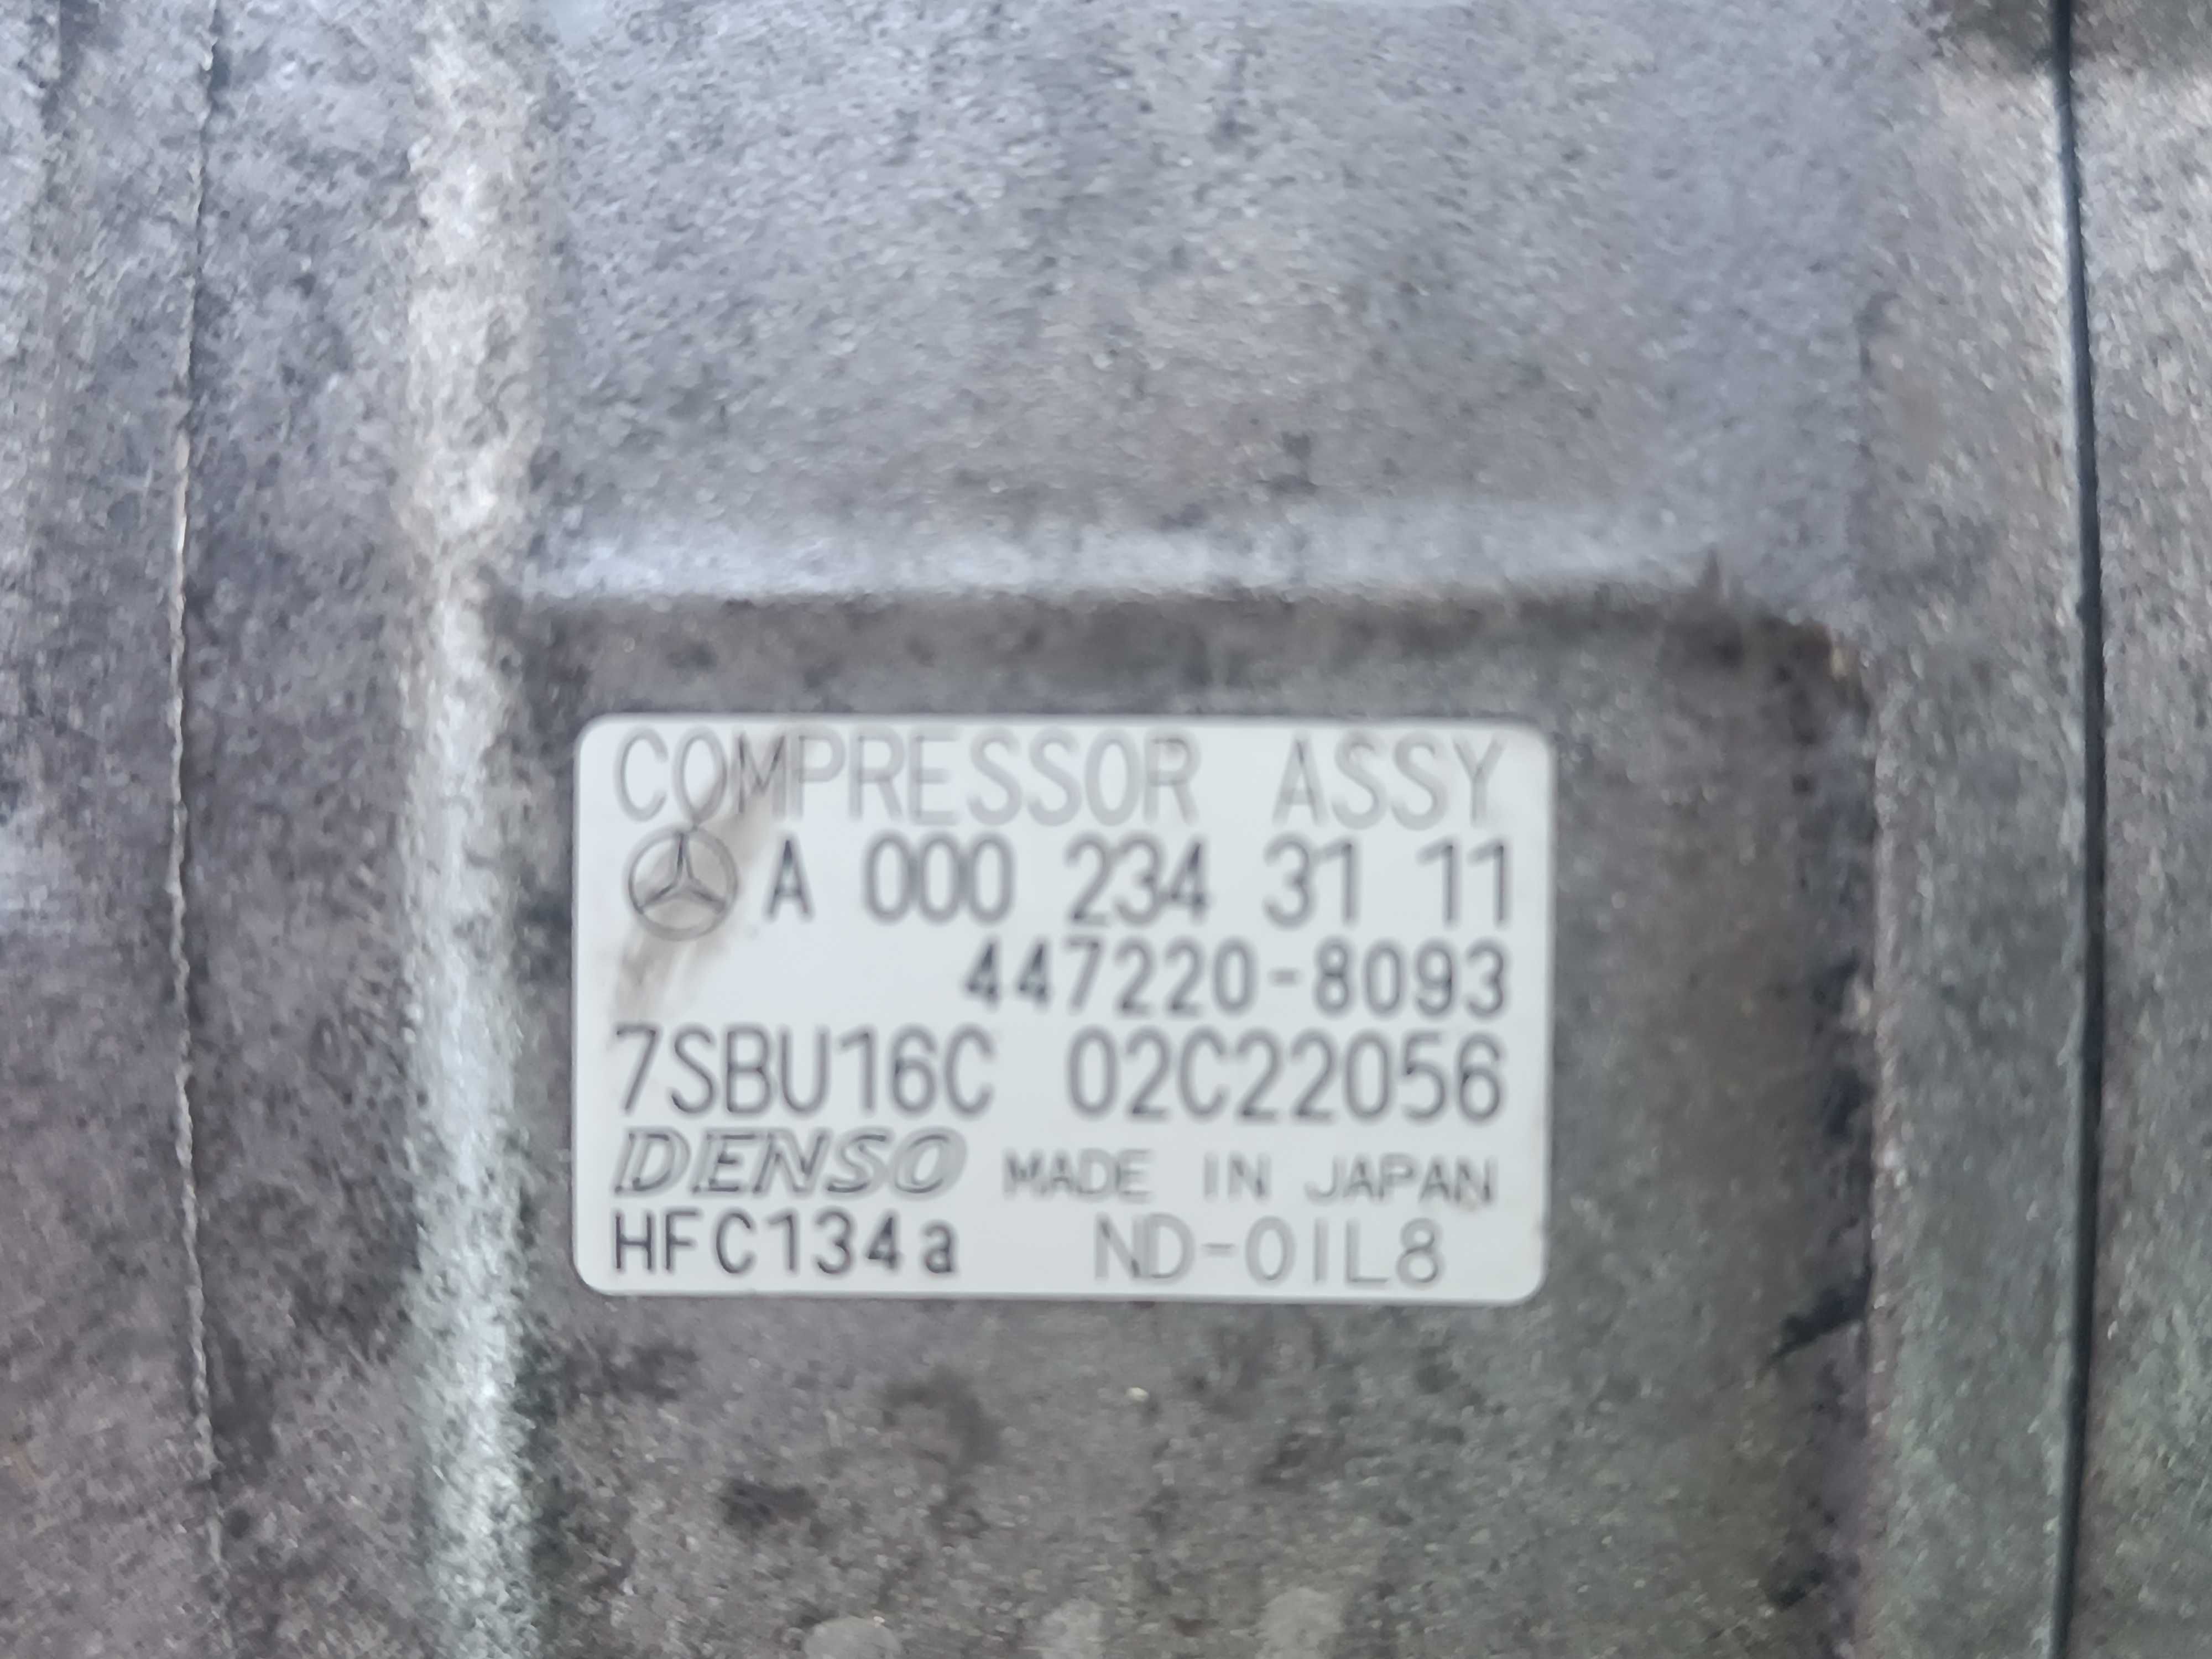 COMPRESSOR ASSY
A 000 234 31 11
447220-8093
7SBU16C 02C22056
DENSO MADE IN JAPAN
HFC134a ND-OIL8